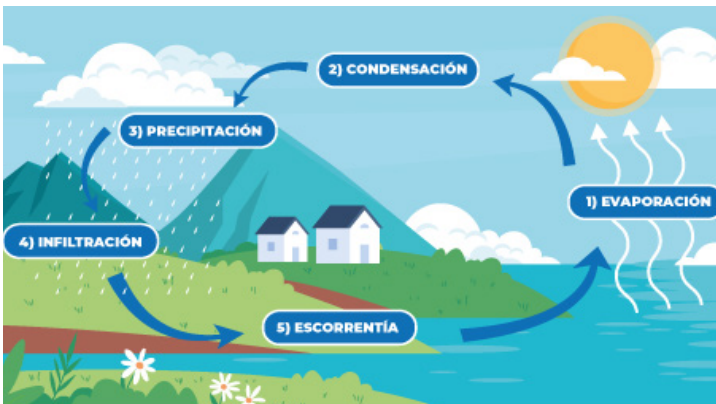 1) EVAPORACIÓN
2) CONDENSACIÓN
3) PRECIPITACIÓN
4) INFILTRACIÓN
5) ESCORRENTÍA